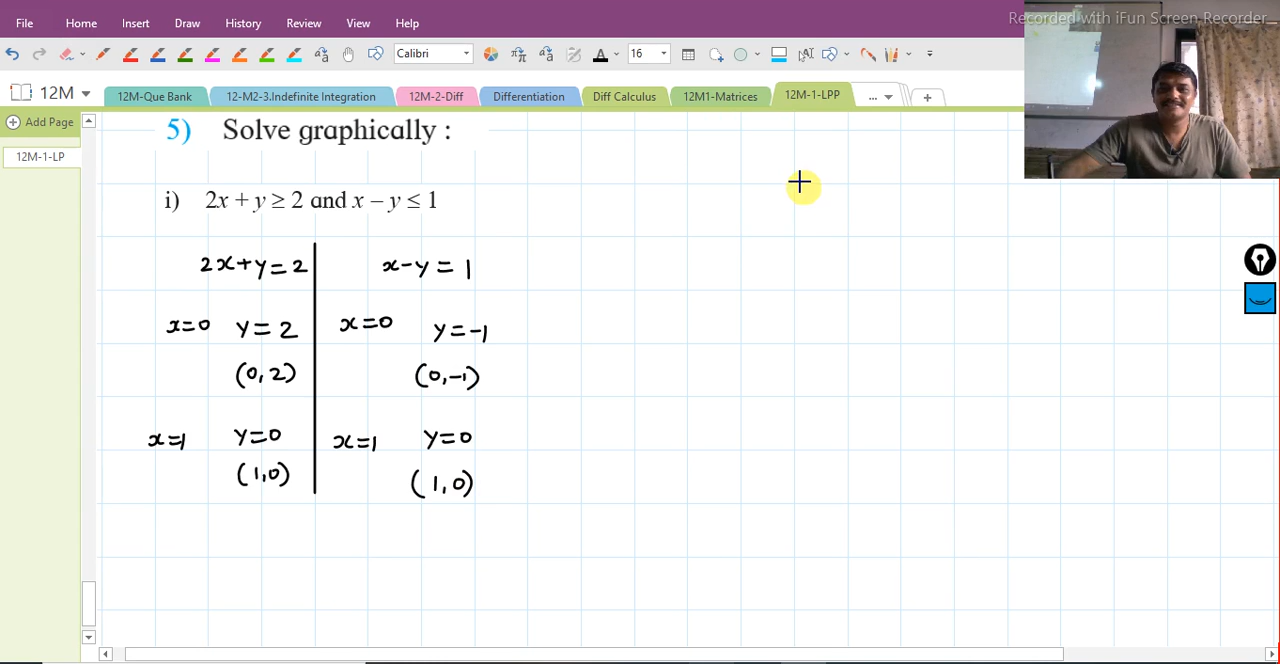 File Home Insert Draw History Review View Help
Recorded with iFun Screen Recorder
Calibri 16
12M 12M-Que Bank 12-M2-3.Indefinite Integration 12M-2-Diff Differentiation Diff Calculus 12M1-Matrices 12M-1-LPP ...
Add Page
12M-1-LP
5) Solve graphically :
i) 2x + y ≥ 2 and x – y ≤ 1
2x+y=2 x-y=1
x=0 y=2 x=0 y=-1
(0,2) (0,-1)
x=1 y=0 x=1 y=0
(1,0) (1,0)